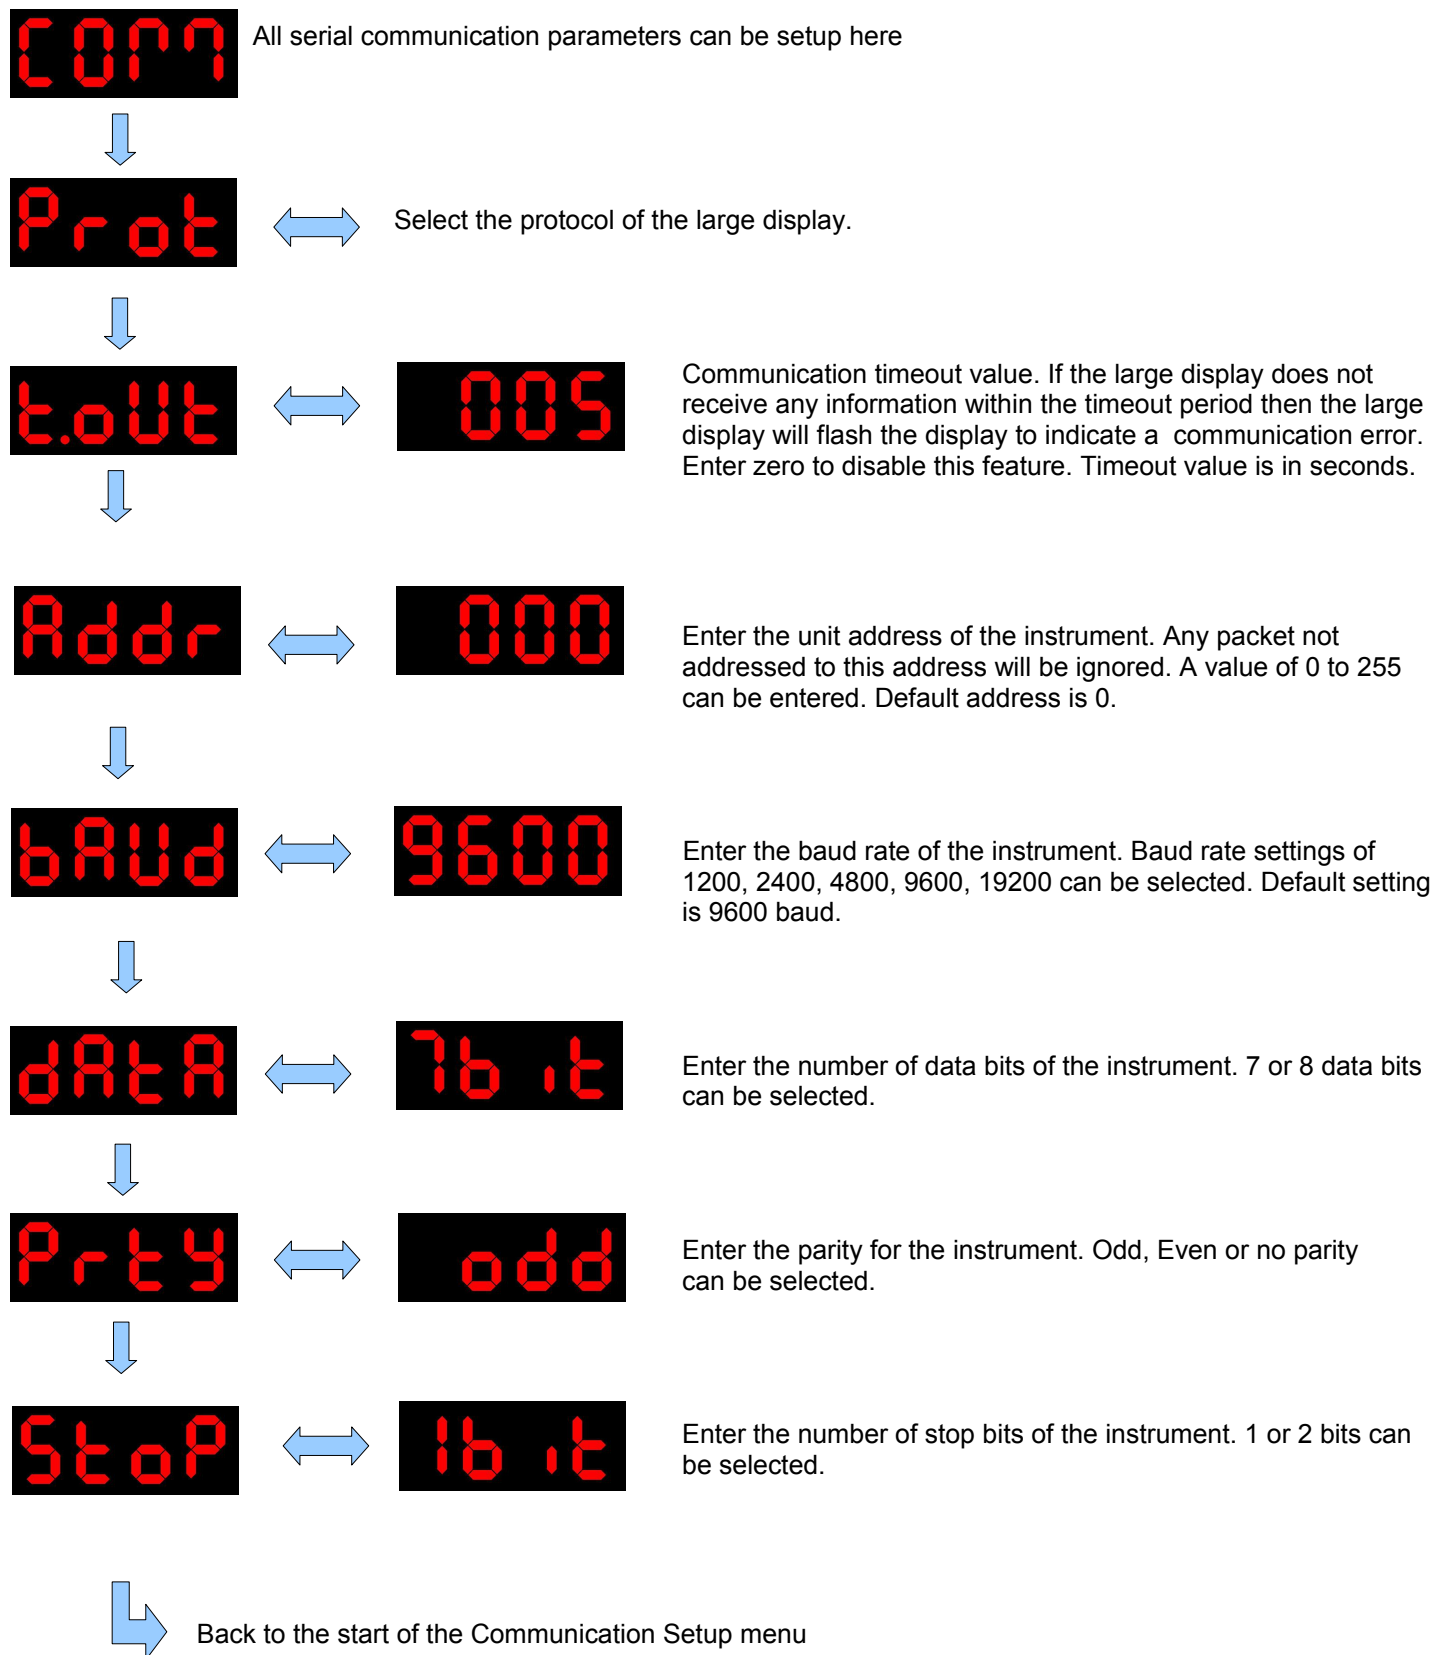 COMM
All serial communication parameters can be setup here
Prot
Select the protocol of the large display.
t.oUt
005
Communication timeout value. If the large display does not
receive any information within the timeout period then the large
display will flash the display to indicate a  communication error.
Enter zero to disable this feature. Timeout value is in seconds.
Addr
000
Enter the unit address of the instrument. Any packet not
addressed to this address will be ignored. A value of 0 to 255
can be entered. Default address is 0.
bAUd
9600
Enter the baud rate of the instrument. Baud rate settings of
1200, 2400, 4800, 9600, 19200 can be selected. Default setting
is 9600 baud.
dAtA
7bit
Enter the number of data bits of the instrument. 7 or 8 data bits
can be selected.
PrtY
odd
Enter the parity for the instrument. Odd, Even or no parity
can be selected.
StoP
1bit
Enter the number of stop bits of the instrument. 1 or 2 bits can
be selected.
Back to the start of the Communication Setup menu